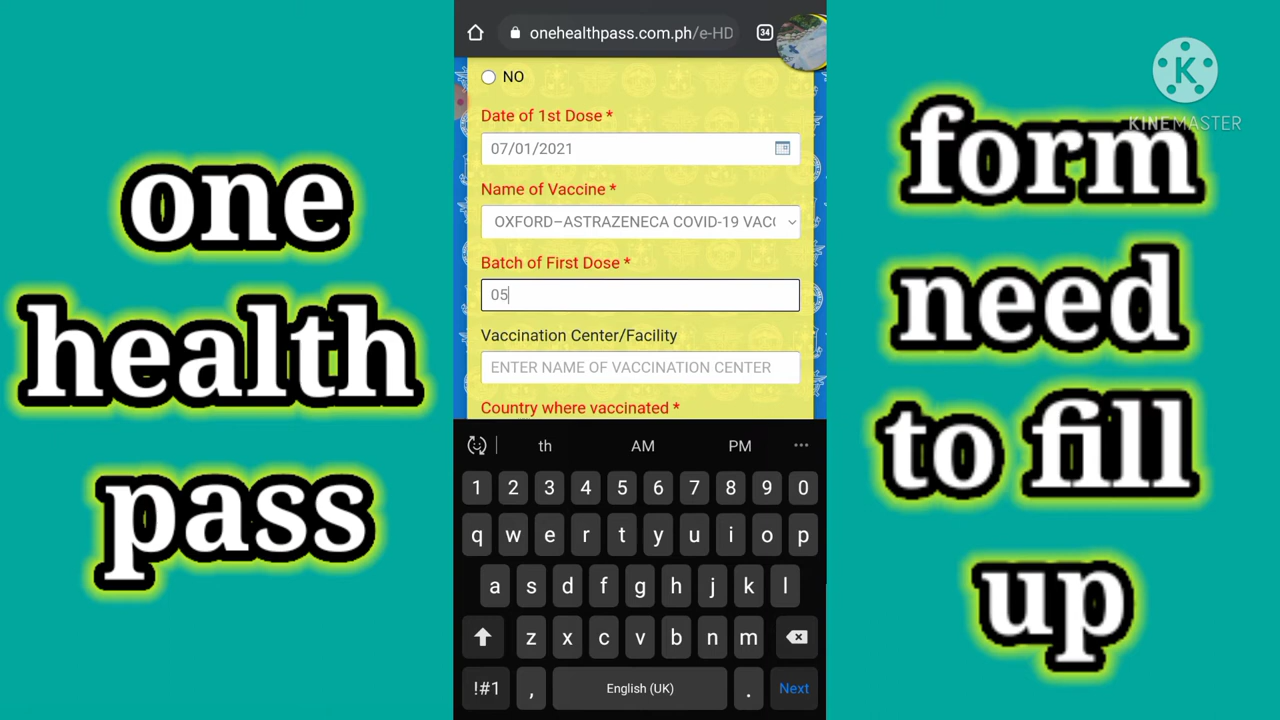 one
health
pass
onehealthpass.com.ph/e-HD
34
NO
Date of 1st Dose *
07/01/2021
Name of Vaccine *
OXFORD–ASTRAZENECA COVID-19 VACC
Batch of First Dose *
05
Vaccination Center/Facility
ENTER NAME OF VACCINATION CENTER
Country where vaccinated *
th AM PM ...
1 2 3 4 5 6 7 8 9 0
q w e r t y u i o p
a s d f g h j k l
z x c v b n m
!#1 , English (UK) . Next
K
KINEMASTER
form
need
to fill
up